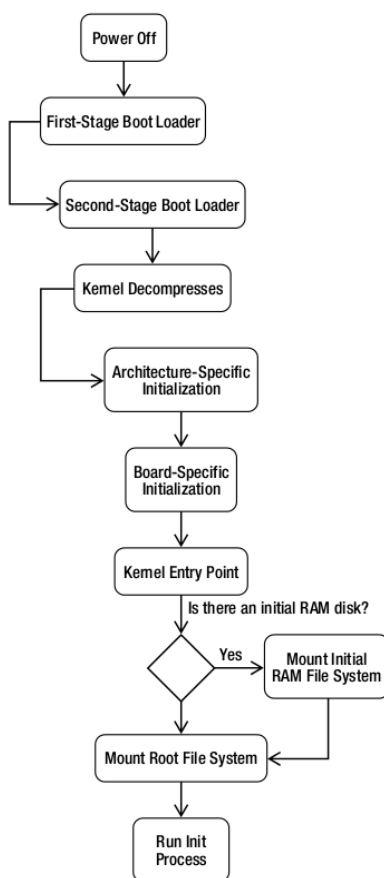 Power Off
First-Stage Boot Loader
Second-Stage Boot Loader
Kernel Decompresses
Architecture-Specific
Initialization
Board-Specific
Initialization
Kernel Entry Point
Is there an initial RAM disk?
Yes
Mount Initial
RAM File System
Mount Root File System
Run Init
Process